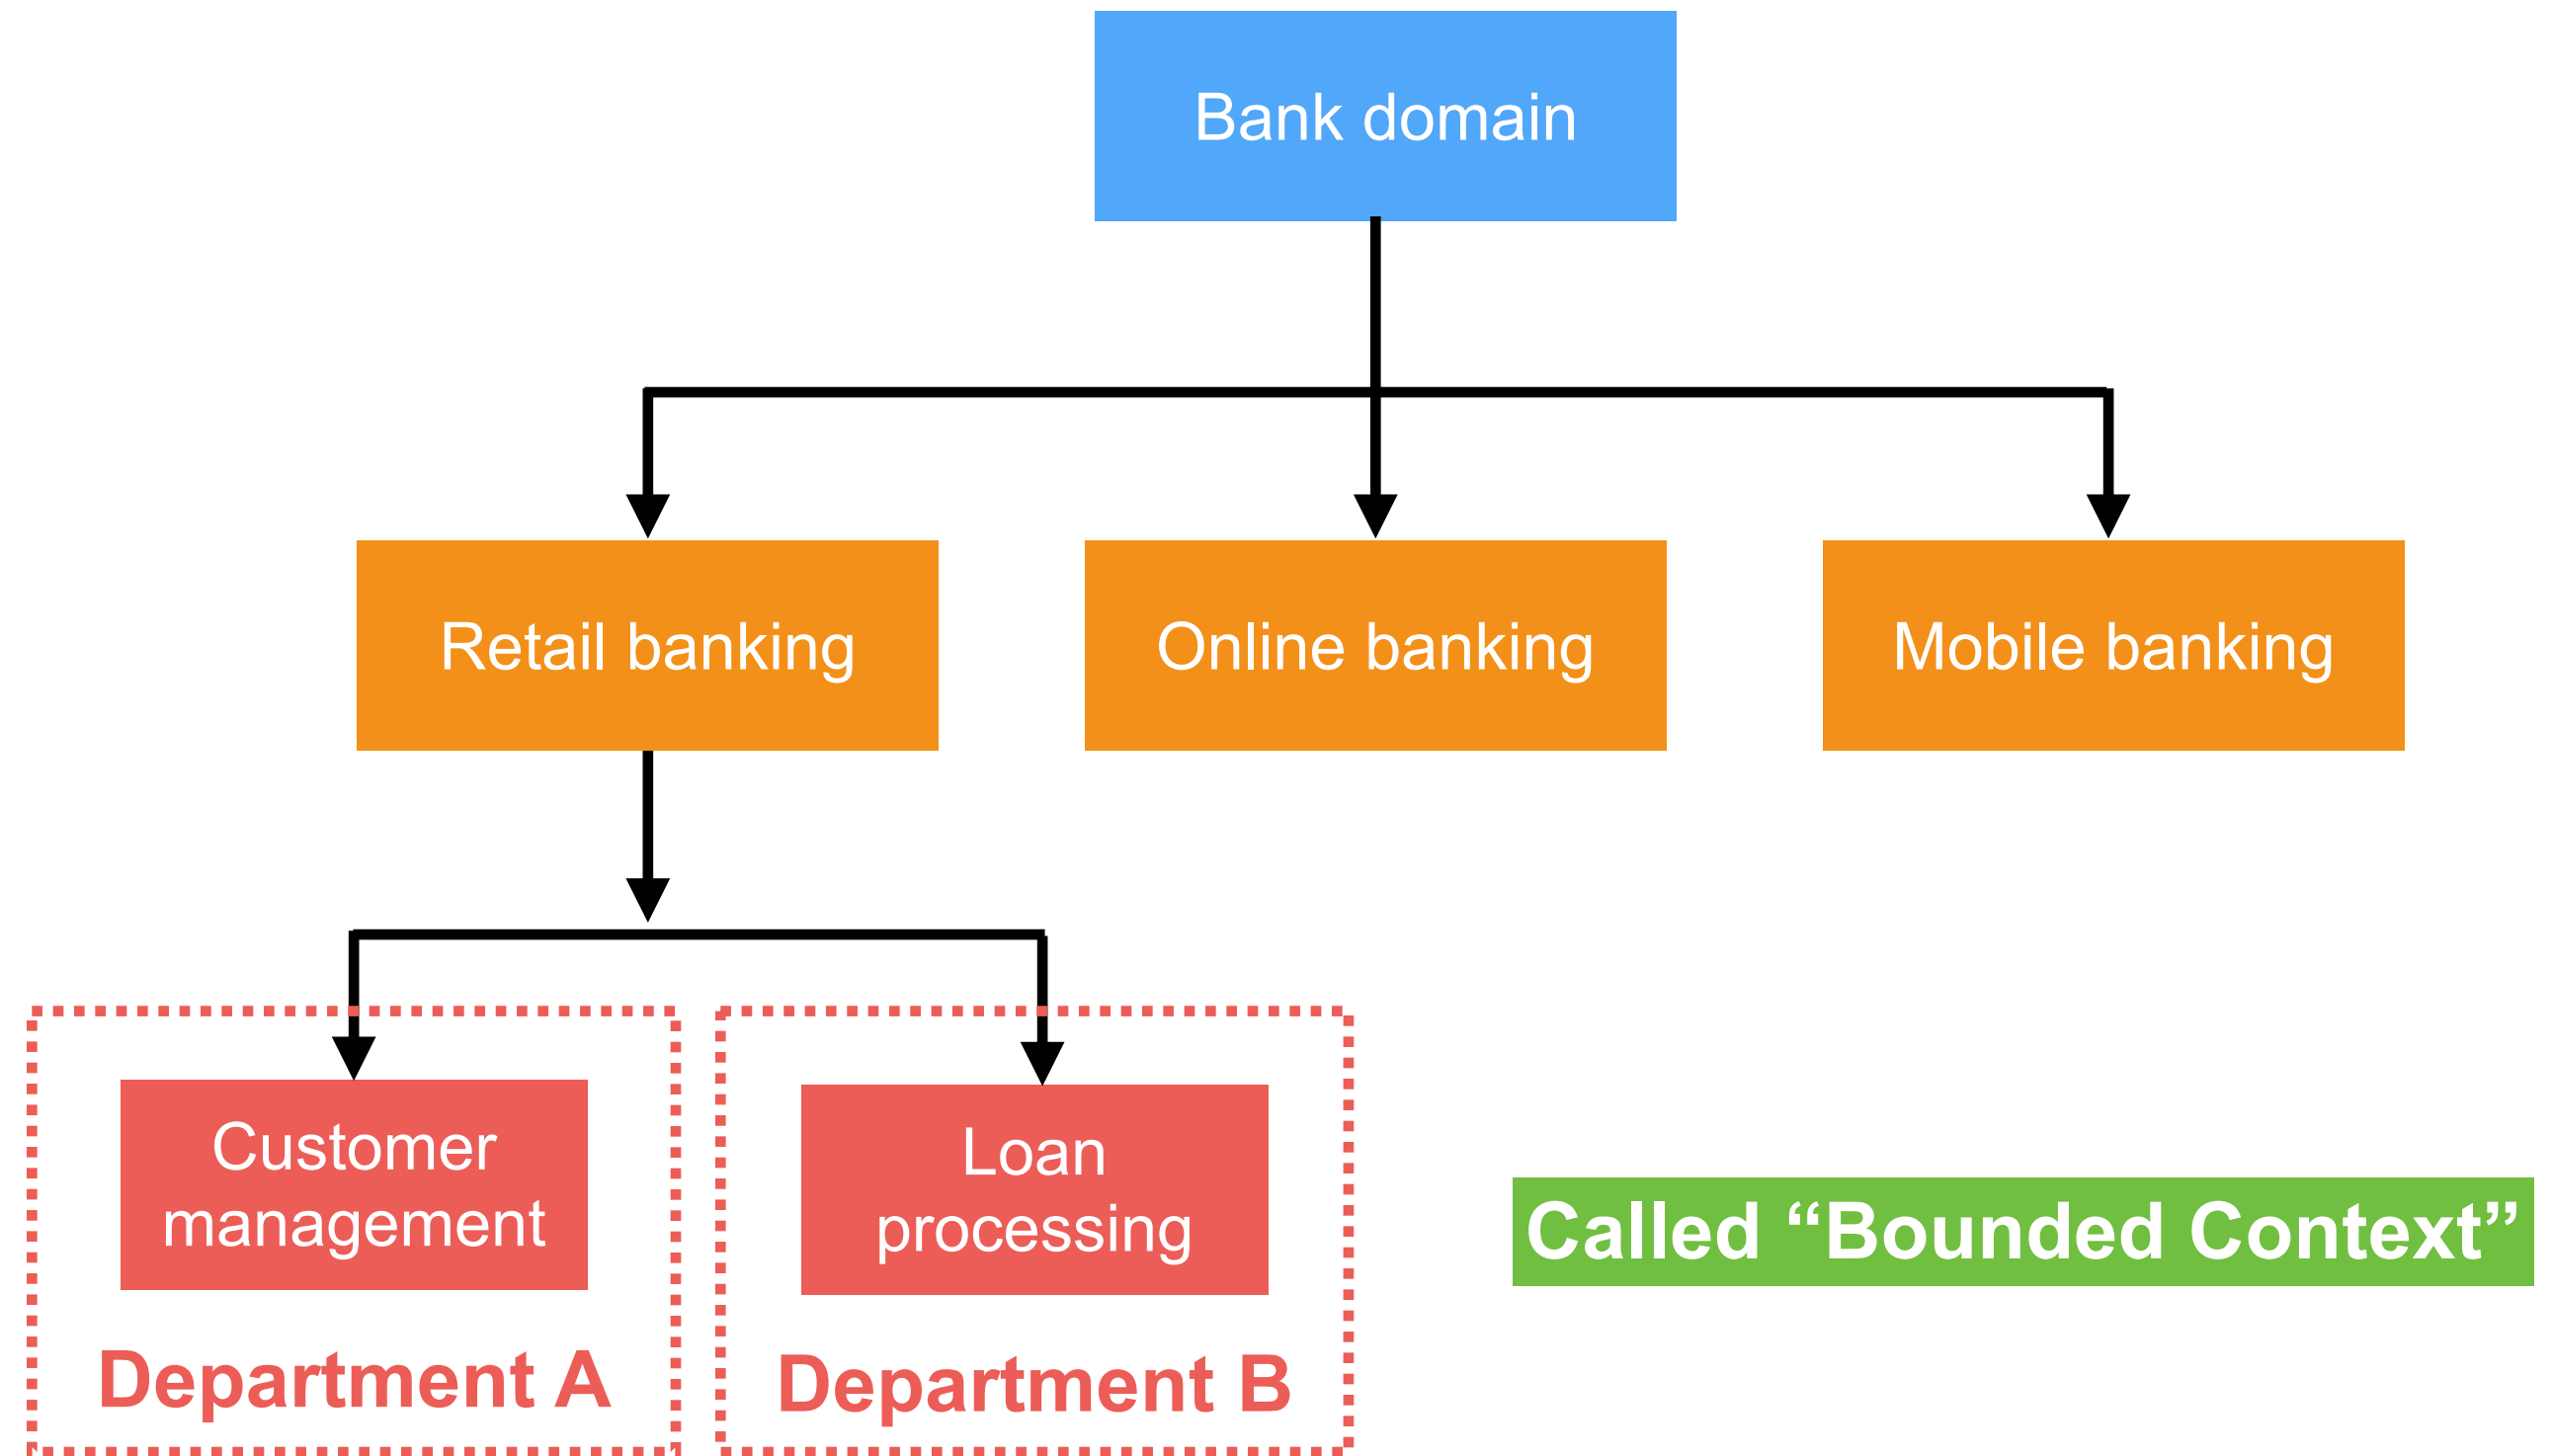 Bank domain
Retail banking
Online banking
Mobile banking
Customer
management
Loan
processing
Called “Bounded Context”
Department A
Department B